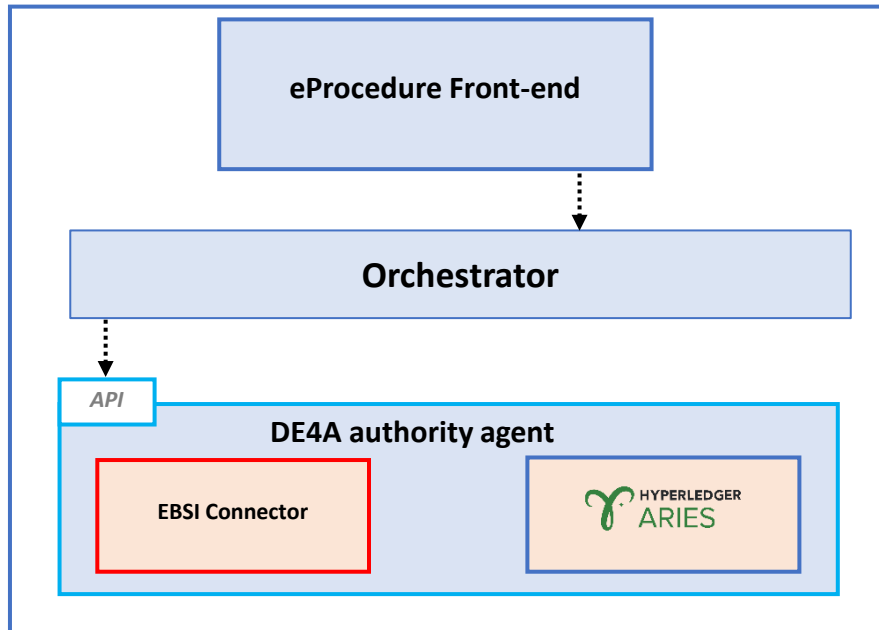 eProcedure Front-end
Orchestrator
API
DE4A authority agent
EBSI Connector
HYPERLEDGER
ARIES